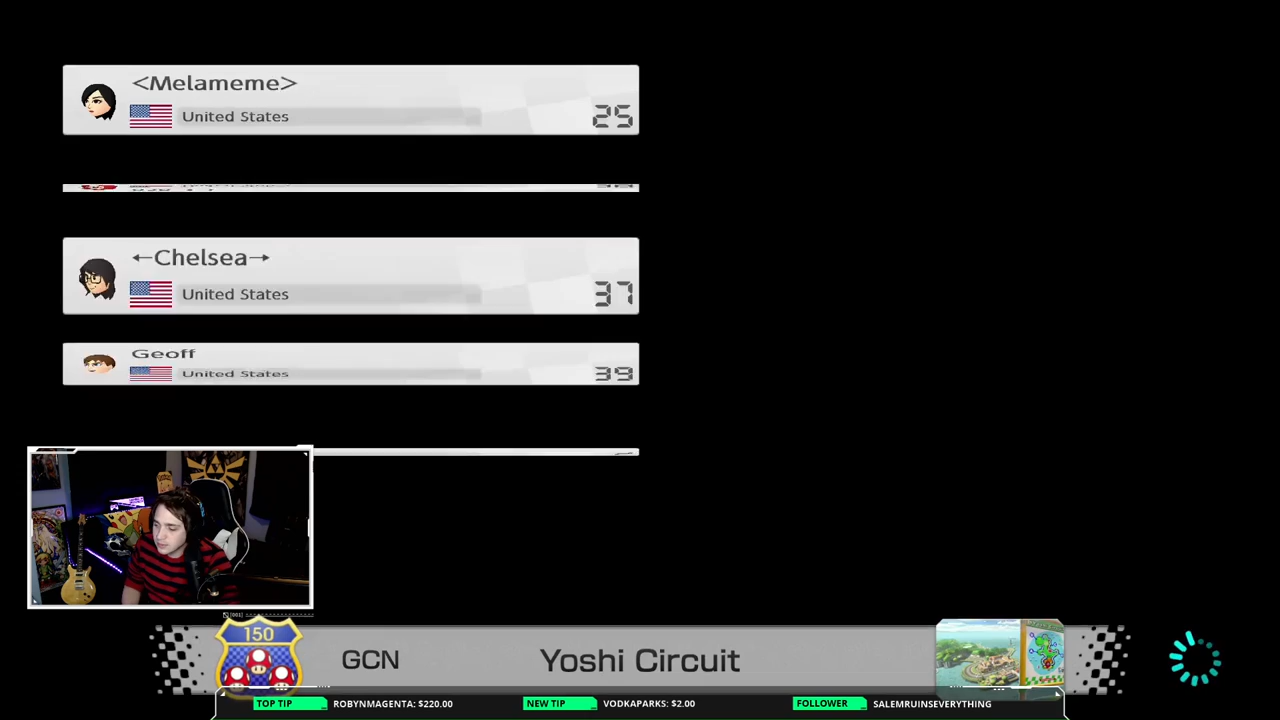 <Melameme>
United States
25
←Chelsea→
United States
37
Geoff
United States
39
150
GCN
Yoshi Circuit
TOP TIP
ROBYNMAGENTA: $220.00
NEW TIP
VODKAPARKS: $2.00
FOLLOWER
SALEMRUINSEVERYTHING